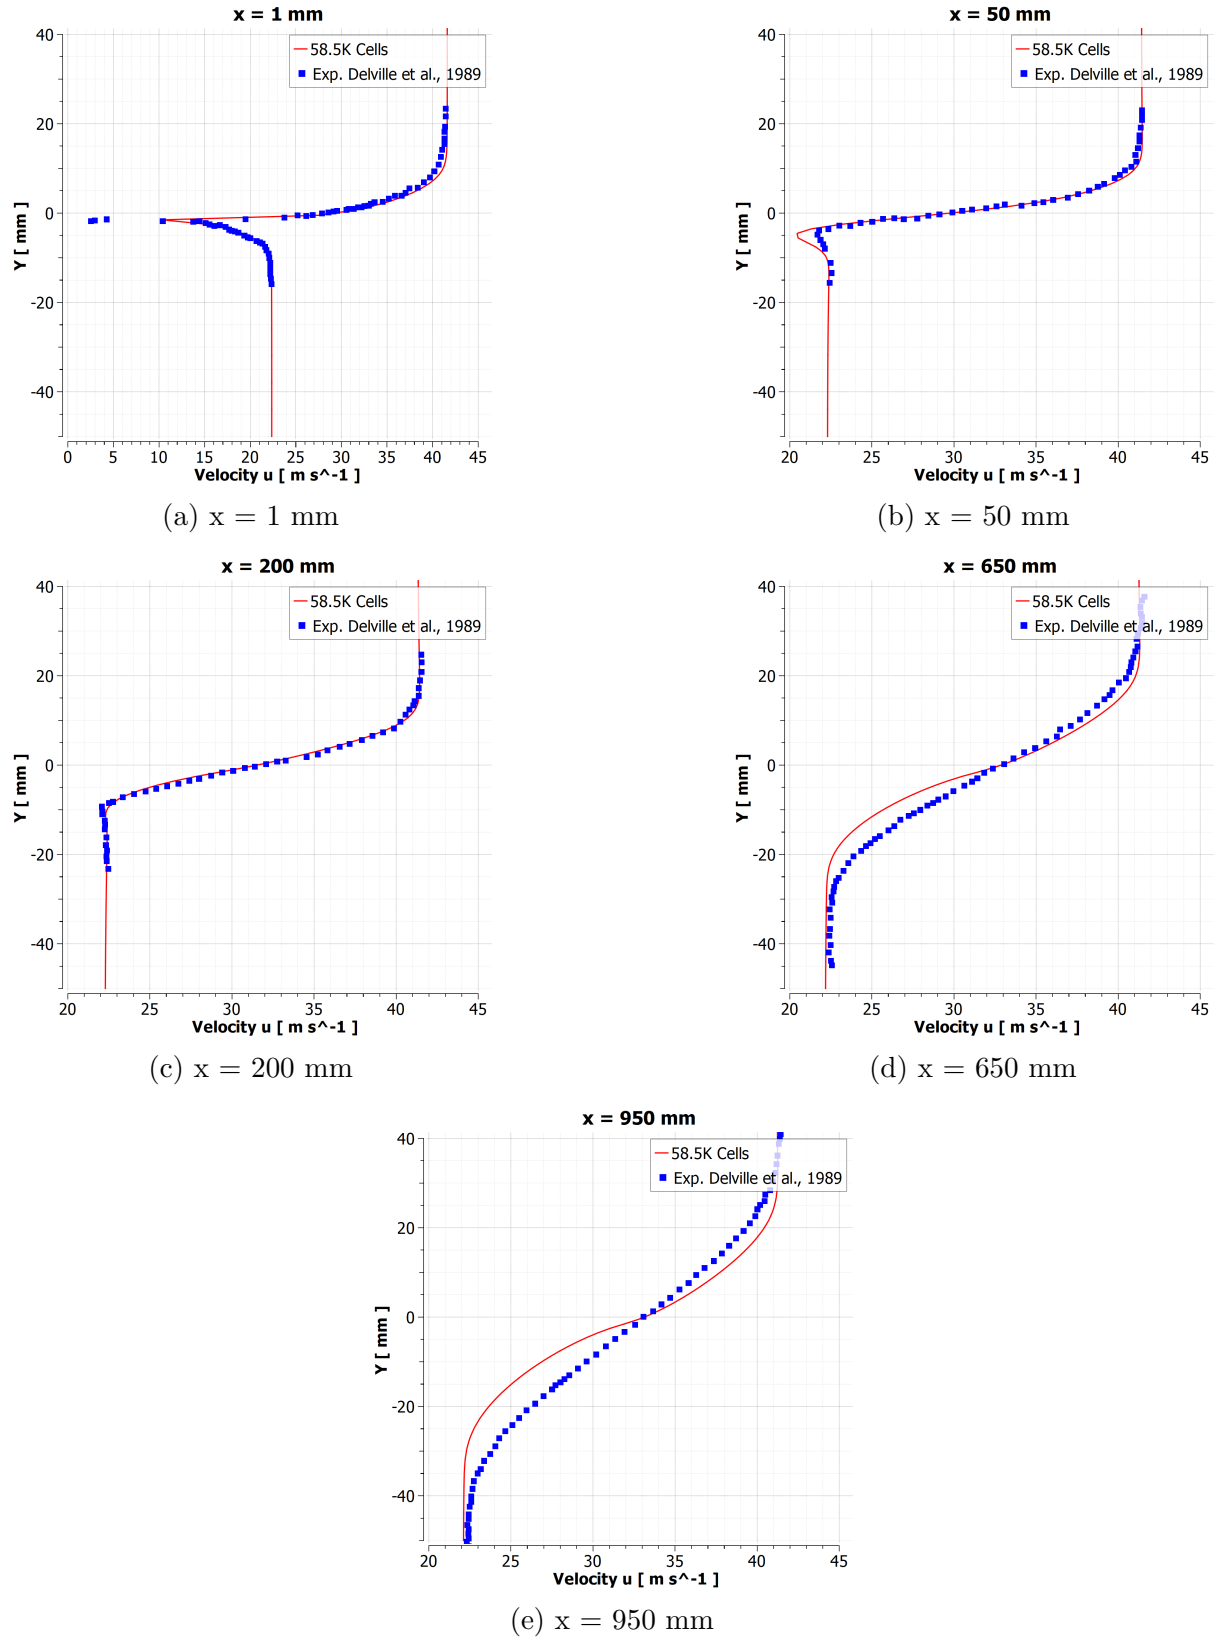 x = 1 mm
40
20
0
-20
-40
Y [ mm ]
58.5K Cells
Exp. Delville et al., 1989
0 5 10 15 20 25 30 35 40 45
Velocity u [ m s^-1 ]
(a) x = 1 mm
x = 50 mm
40
20
0
-20
-40
Y [ mm ]
58.5K Cells
Exp. Delville et al., 1989
20 25 30 35 40 45
Velocity u [ m s^-1 ]
(b) x = 50 mm
x = 200 mm
40
20
0
-20
-40
Y [ mm ]
58.5K Cells
Exp. Delville et al., 1989
20 25 30 35 40 45
Velocity u [ m s^-1 ]
(c) x = 200 mm
x = 650 mm
40
20
0
-20
-40
Y [ mm ]
58.5K Cells
Exp. Delville et al., 1989
20 25 30 35 40 45
Velocity u [ m s^-1 ]
(d) x = 650 mm
x = 950 mm
40
20
0
-20
-40
Y [ mm ]
58.5K Cells
Exp. Delville et al., 1989
20 25 30 35 40 45
Velocity u [ m s^-1 ]
(e) x = 950 mm